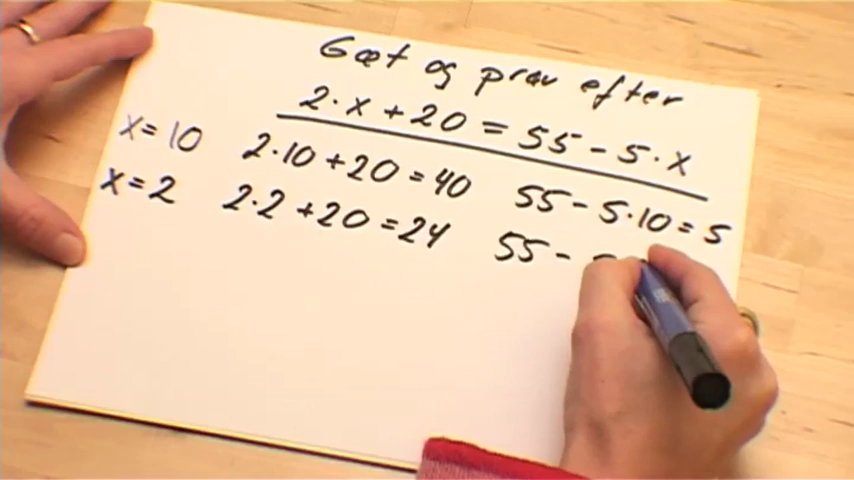 Gæt og prøv efter
2·x + 20 = 55 - 5·x
x = 10 2·10 + 20 = 40 55 - 5·10 = 5
x = 2 2·2 + 20 = 24 55 -